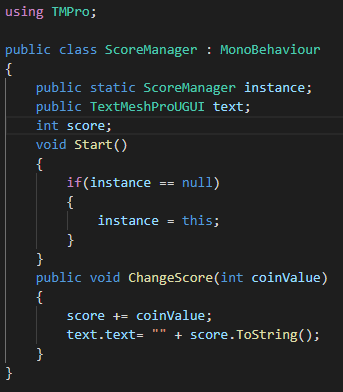 using TMPro;
public class ScoreManager : MonoBehaviour
{
public static ScoreManager instance;
public TextMeshProUGUI text;
int score;
void Start()
{
if(instance == null)
{
instance = this;
}
}
public void ChangeScore(int coinValue)
{
score += coinValue;
text.text= "" + score.ToString();
}
}